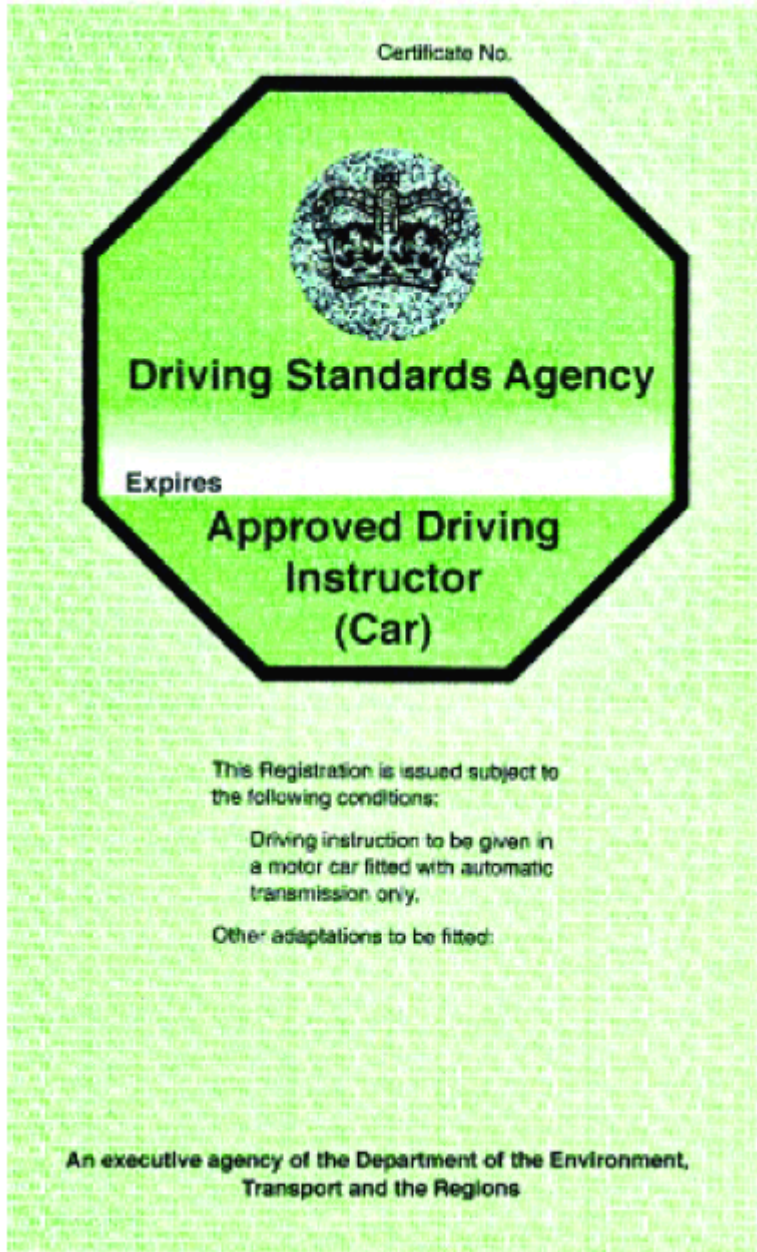 Certificate No.
Driving Standards Agency
Expires
Approved Driving
Instructor
(Car)
This Registration is issued subject to
the following conditions:
Driving instruction to be given in
a motor car fitted with automatic
transmission only.
Other adaptations to be fitted:
An executive agency of the Department of the Environment,
Transport and the Regions